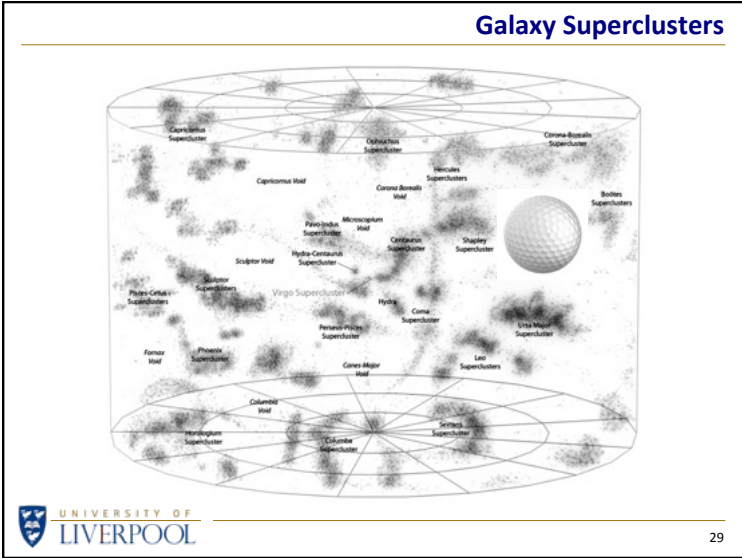 Galaxy Superclusters
Capricornus
Supercluster
Ophiuchus
Supercluster
Corona-Borealis
Supercluster
Hercules
Superclusters
Capricornus Void
Corona Borealis
Void
Boötes
Superclusters
Microscopium
Void
Pavo-Indus
Supercluster
Centaurus
Supercluster
Shapley
Supercluster
Hydra-Centaurus
Supercluster
Sculptor Void
Sculptor
Superclusters
Virgo Supercluster
Pisces-Cetus
Superclusters
Hydra
Coma
Supercluster
Perseus-Pisces
Supercluster
Ursa-Major
Supercluster
Fornax
Void
Phoenix
Supercluster
Leo
Superclusters
Canes-Major
Void
Columbia
Void
Horologium
Supercluster
Columba
Supercluster
Sextans
Supercluster
UNIVERSITY OF
LIVERPOOL
29